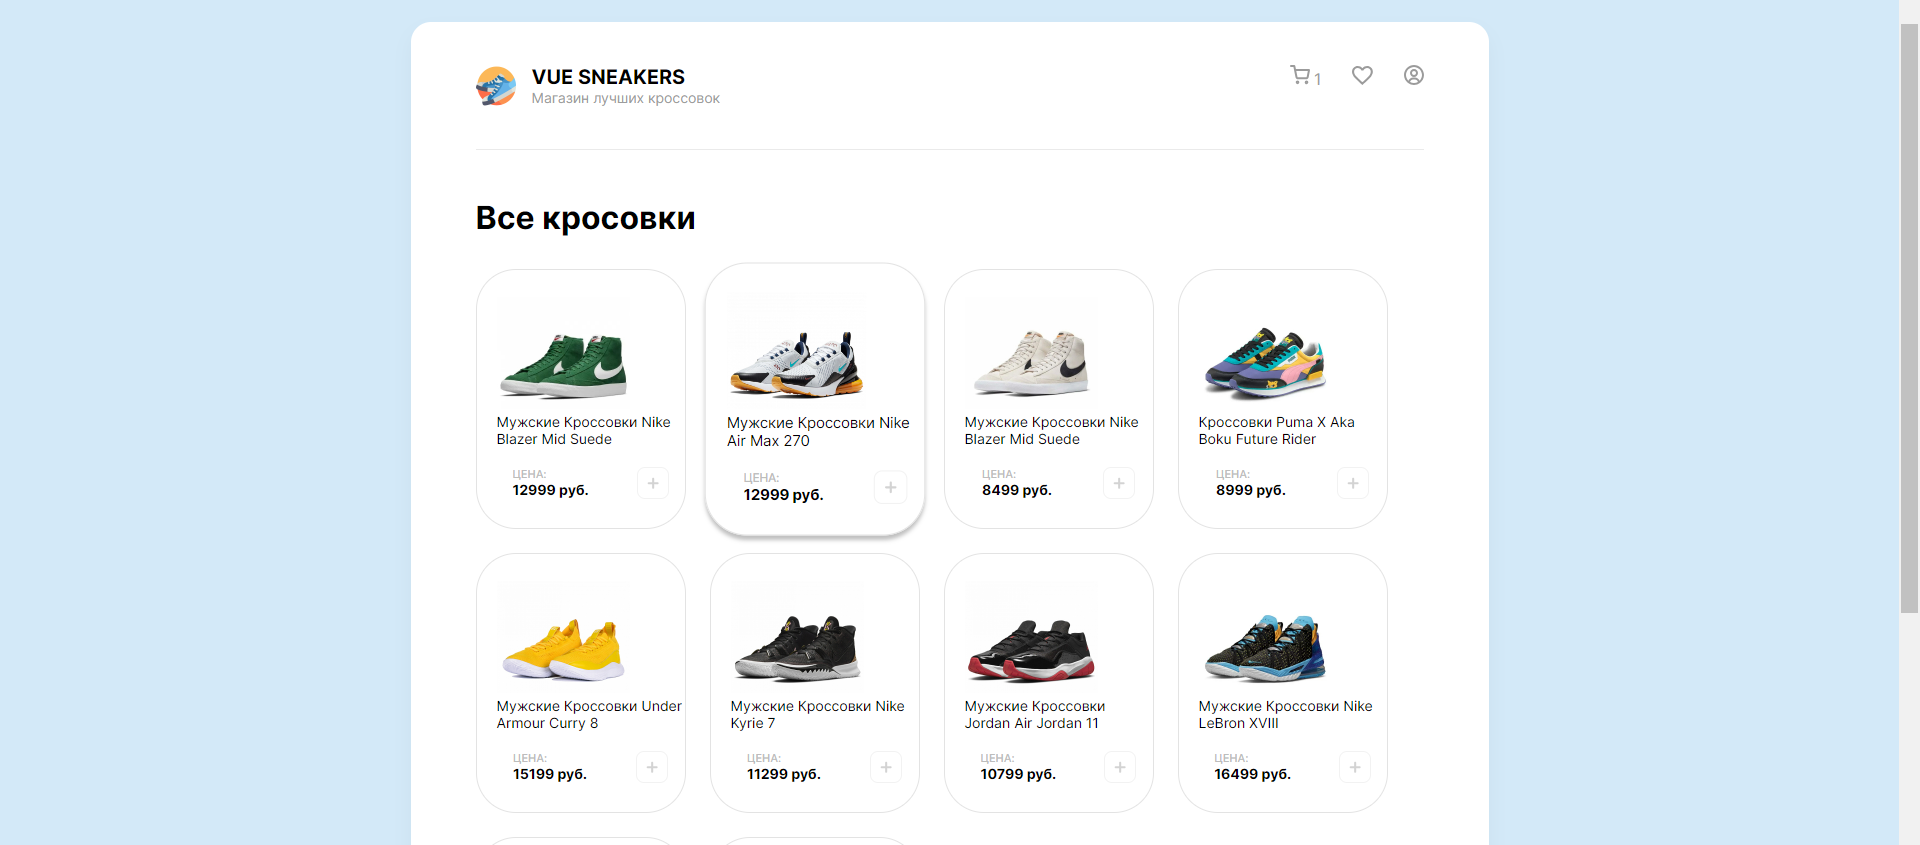 VUE SNEAKERS
Магазин лучших кроссовок
1
Все кросовки
Мужские Кроссовки Nike
Blazer Mid Suede
ЦЕНА:
12999 руб.
Мужские Кроссовки Nike
Air Max 270
ЦЕНА:
12999 руб.
Мужские Кроссовки Nike
Blazer Mid Suede
ЦЕНА:
8499 руб.
Кроссовки Puma X Aka
Boku Future Rider
ЦЕНА:
8999 руб.
Мужские Кроссовки Under
Armour Curry 8
ЦЕНА:
15199 руб.
Мужские Кроссовки Nike
Kyrie 7
ЦЕНА:
11299 руб.
Мужские Кроссовки
Jordan Air Jordan 11
ЦЕНА:
10799 руб.
Мужские Кроссовки Nike
LeBron XVIII
ЦЕНА:
16499 руб.